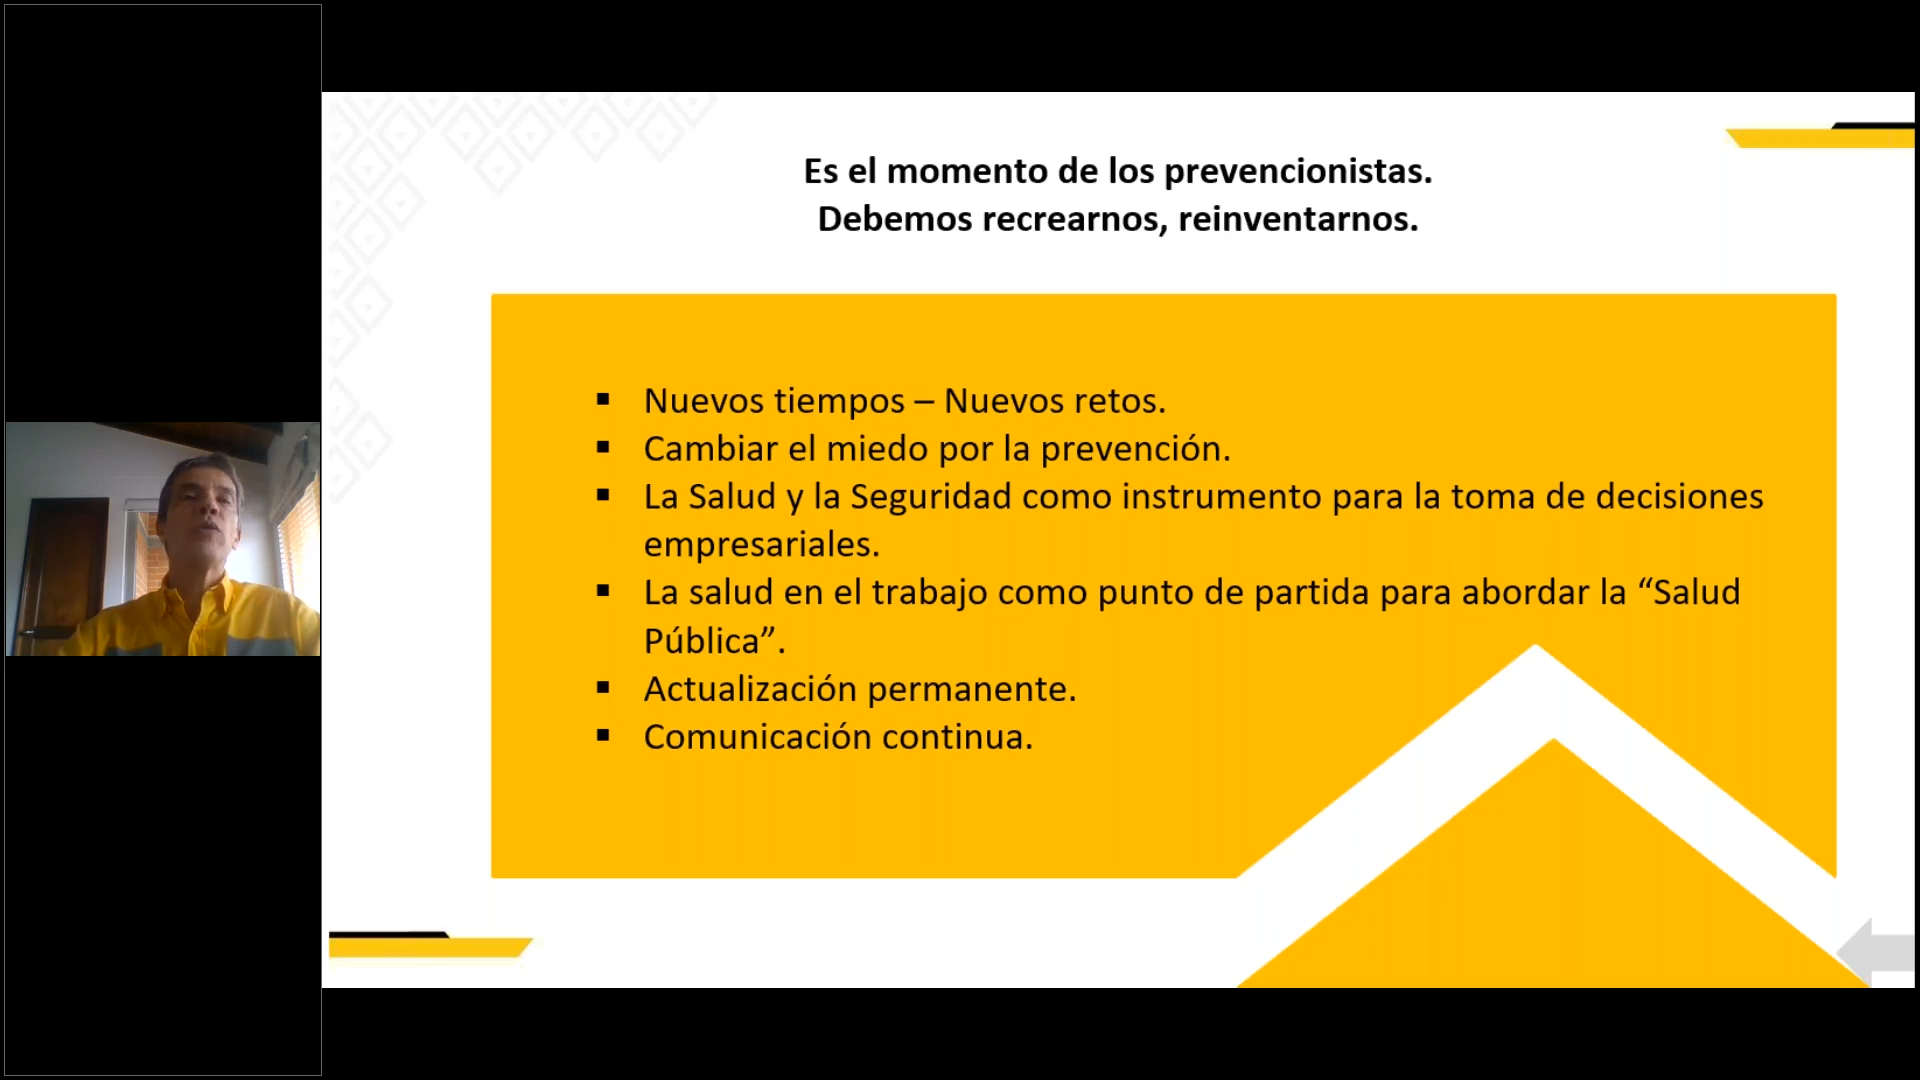 Es el momento de los prevencionistas.
Debemos recrearnos, reinventarnos.
▪ Nuevos tiempos – Nuevos retos.
▪ Cambiar el miedo por la prevención.
▪ La Salud y la Seguridad como instrumento para la toma de decisiones
empresariales.
▪ La salud en el trabajo como punto de partida para abordar la “Salud
Pública”.
▪ Actualización permanente.
▪ Comunicación continua.